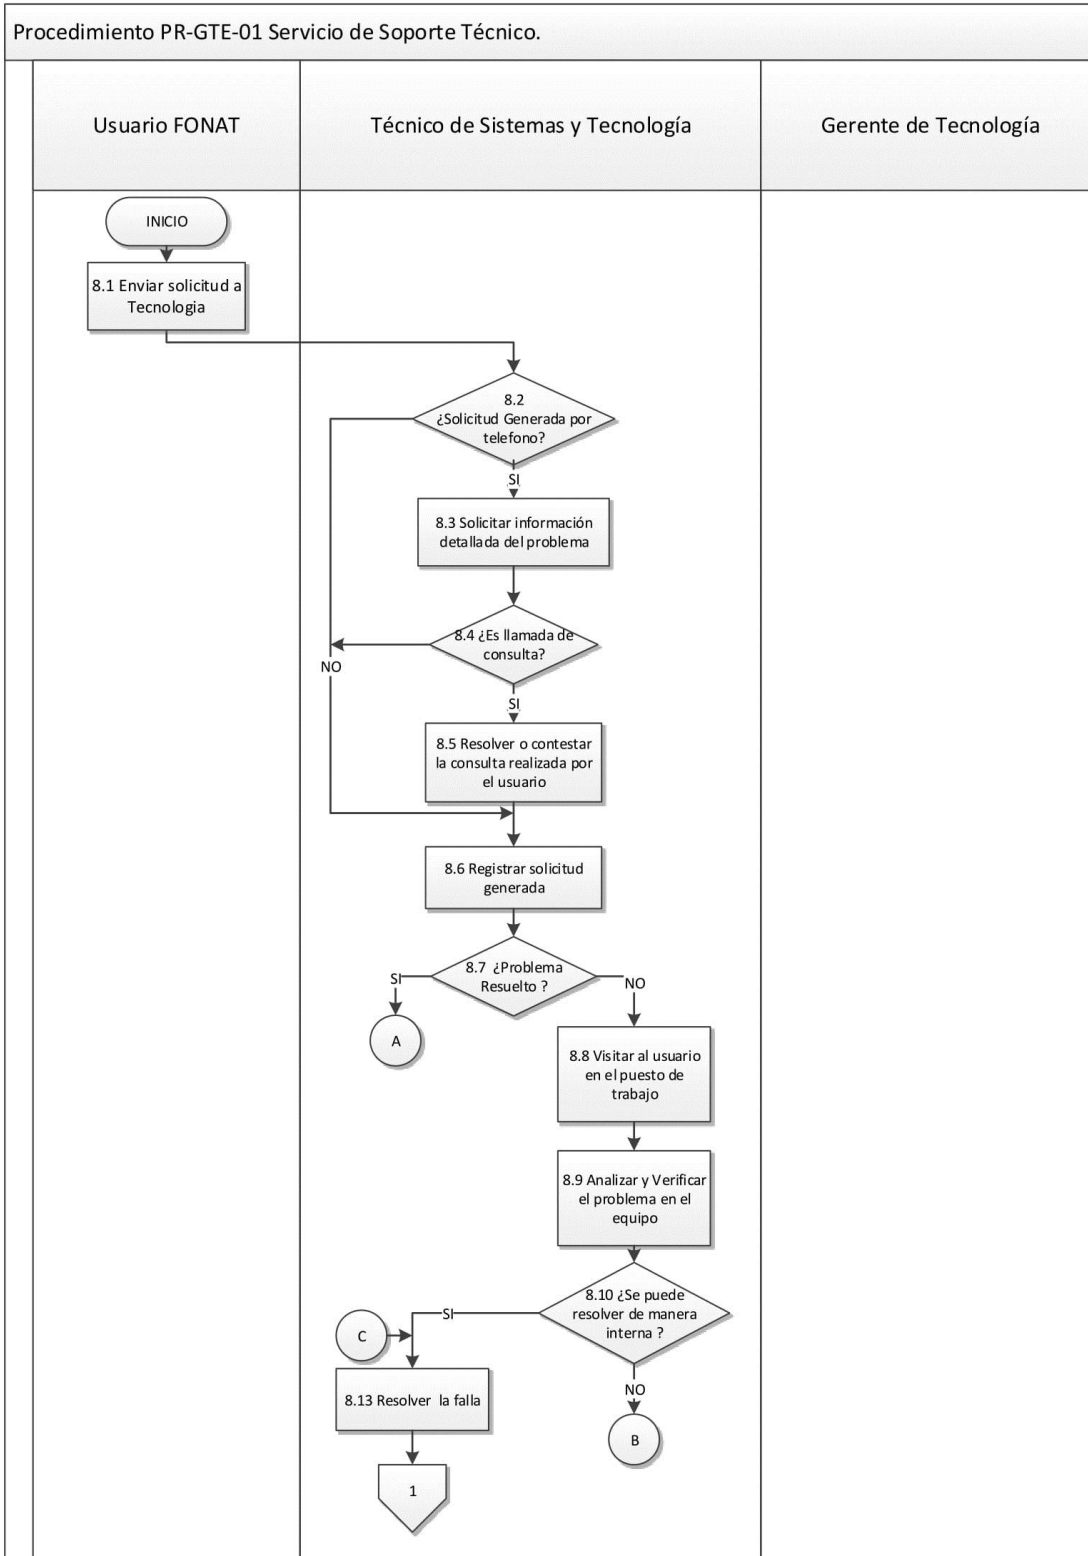 Procedimiento PR-GTE-01 Servicio de Soporte Técnico.
Usuario FONAT
Técnico de Sistemas y Tecnología
Gerente de Tecnología
INICIO
8.1 Enviar solicitud a
Tecnologia
8.2
¿Solicitud Generada por
telefono?
SI
8.3 Solicitar información
detallada del problema
8.4 ¿Es llamada de
consulta?
NO
SI
8.5 Resolver o contestar
la consulta realizada por
el usuario
8.6 Registrar solicitud
generada
8.7 ¿Problema
Resuelto ?
SI
NO
A
8.8 Visitar al usuario
en el puesto de
trabajo
8.9 Analizar y Verificar
el problema en el
equipo
8.10 ¿Se puede
resolver de manera
interna ?
SI
C
NO
8.13 Resolver la falla
B
1